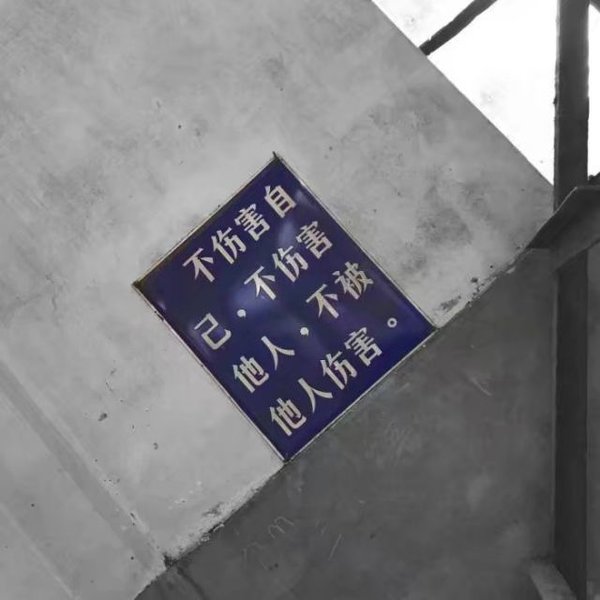 不伤害自
己，不伤害
他人，不被
他人伤害。